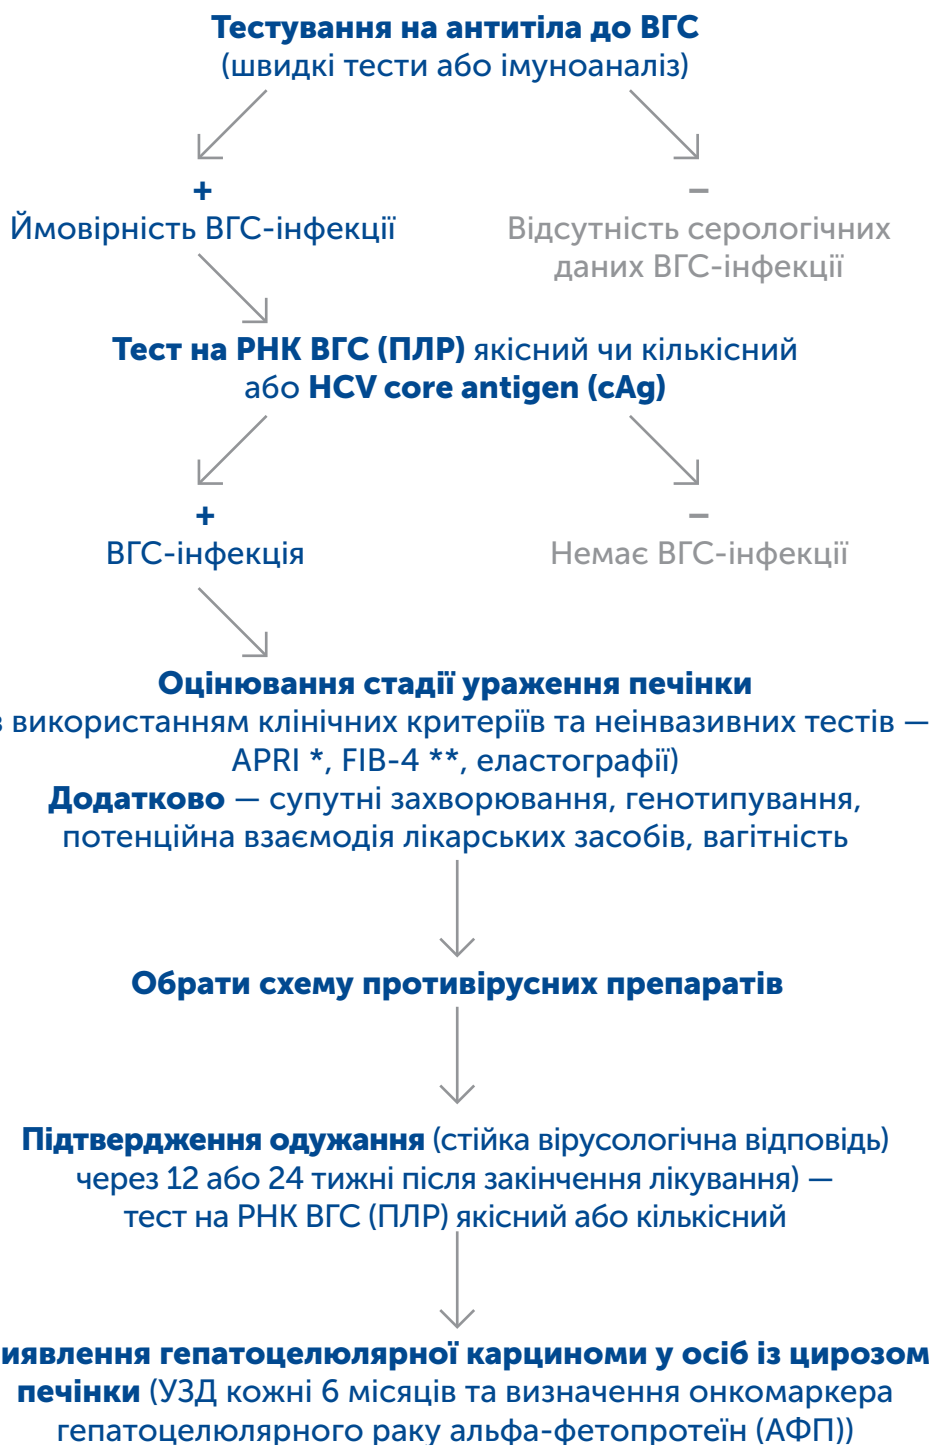 Тестування на антитіла до ВГС
(швидкі тести або імуноаналіз)
+
–
Ймовірність ВГС-інфекції
Відсутність серологічних
даних ВГС-інфекції
Тест на РНК ВГС (ПЛР) якісний чи кількісний
або HCV core antigen (cAg)
+
–
ВГС-інфекція
Немає ВГС-інфекції
Оцінювання стадії ураження печінки
з використанням клінічних критеріїв та неінвазивних тестів —
APRI *, FIB-4 **, еластографії)
Додатково — супутні захворювання, генотипування,
потенційна взаємодія лікарських засобів, вагітність
Обрати схему противірусних препаратів
Підтвердження одужання (стійка вірусологічна відповідь)
через 12 або 24 тижні після закінчення лікування) —
тест на РНК ВГС (ПЛР) якісний або кількісний
иявлення гепатоцелюлярної карциноми у осіб із цирозом
печінки (УЗД кожні 6 місяців та визначення онкомаркера
гепатоцелюлярного раку альфа-фетопротеїн (АФП))